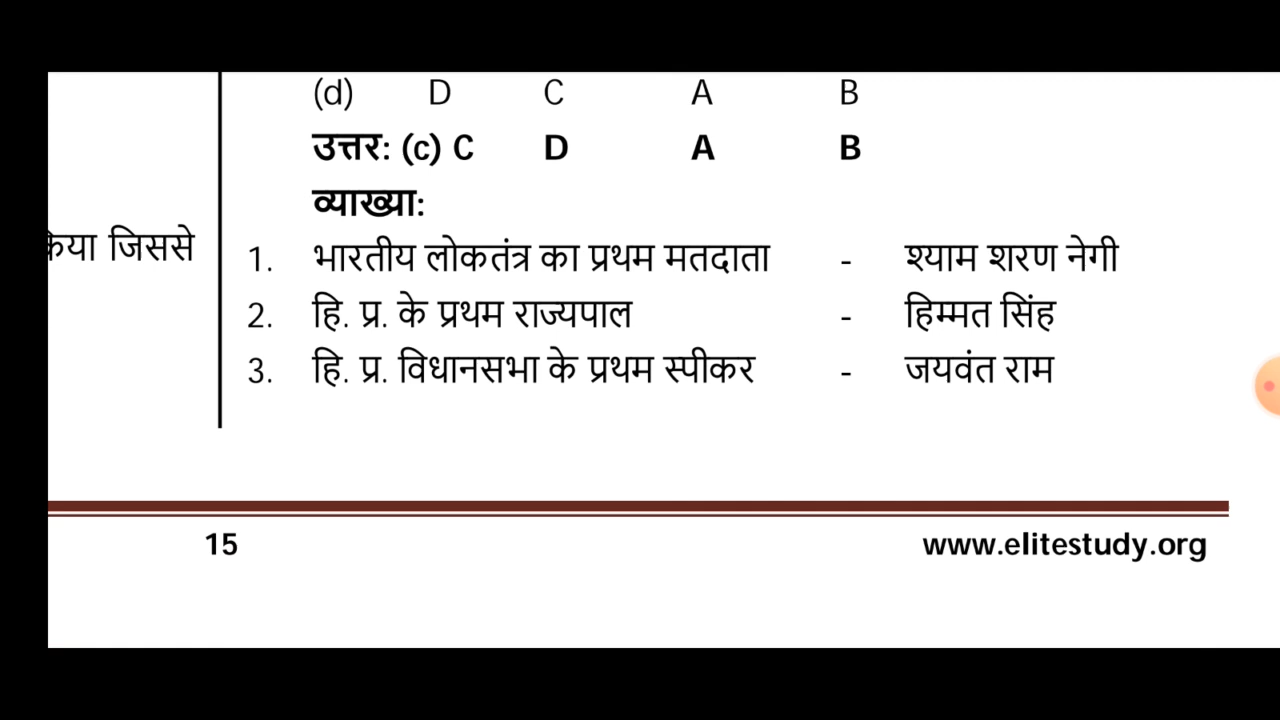 (d) D C A B
उत्तर: (c) C D A B
व्याख्या:
जिससे
1. भारतीय लोकतंत्र का प्रथम मतदाता - श्याम शरण नेगी
2. हि. प्र. के प्रथम राज्यपाल - हिम्मत सिंह
3. हि. प्र. विधानसभा के प्रथम स्पीकर - जयवंत राम
15 www.elitestudy.org